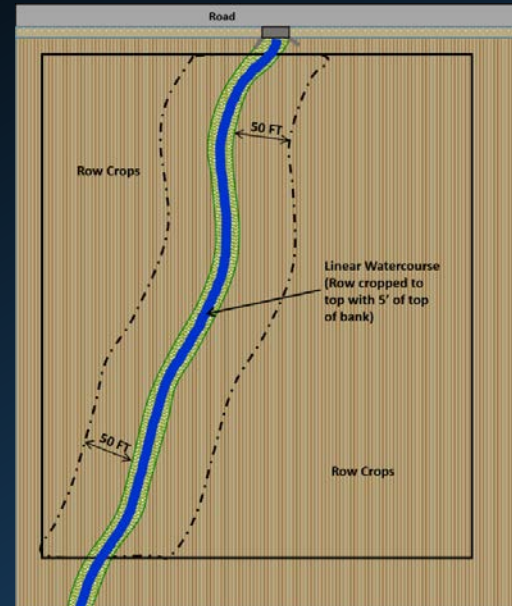 Road
50 FT
Row Crops
Linear Watercourse
(Row cropped to
top with 5' of top
of bank)
50 FT
Row Crops